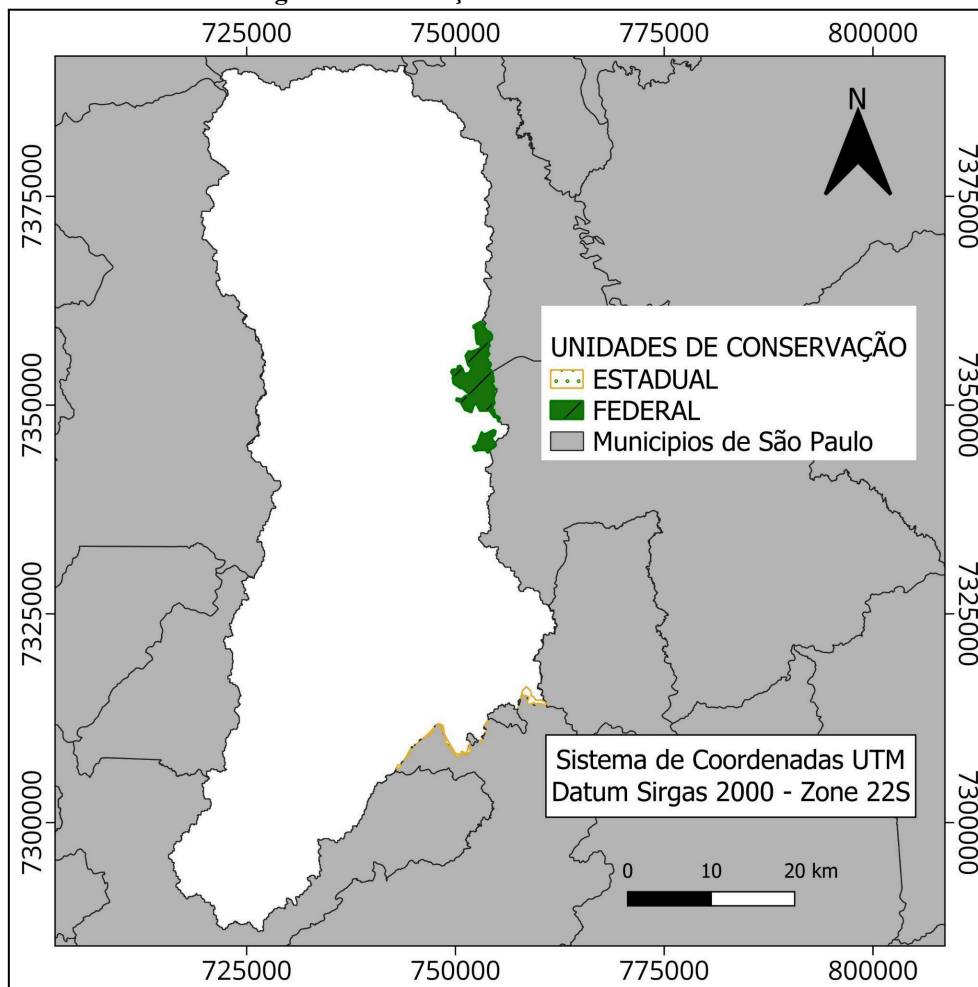 725000 750000 775000 800000
N
7375000 7375000
UNIDADES DE CONSERVAÇÃO
ESTADUAL
7350000 7350000
FEDERAL
Municipios de São Paulo
7325000 7325000
Sistema de Coordenadas UTM
Datum Sirgas 2000 - Zone 22S
7300000 7300000
0 10 20 km
725000 750000 775000 800000